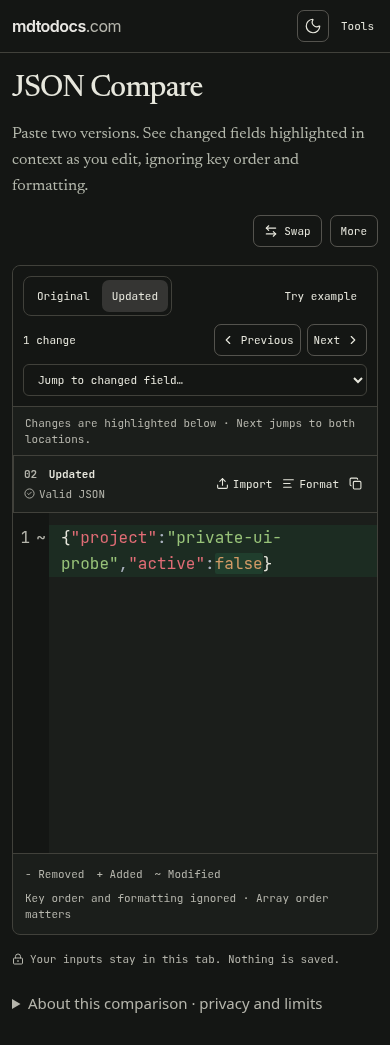 mdtodocs.com
Tools
JSON Compare
Paste two versions. See changed fields highlighted in
context as you edit, ignoring key order and
formatting.
Swap
More
Original
Updated
Try example
1 change
Previous
Next
Jump to changed field…
Changes are highlighted below · Next jumps to both
locations.
02 Updated
Valid JSON
Import
Format
1 ~ {"project":"private-ui-
probe","active":false}
- Removed + Added ~ Modified
Key order and formatting ignored · Array order
matters
Your inputs stay in this tab. Nothing is saved.
About this comparison · privacy and limits